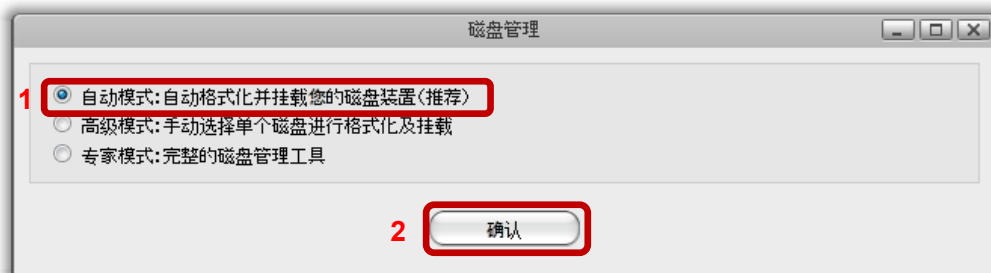 磁盘管理
1 自动模式:自动格式化并挂载您的磁盘装置(推荐)
高级模式:手动选择单个磁盘进行格式化及挂载
专家模式:完整的磁盘管理工具
2 确认